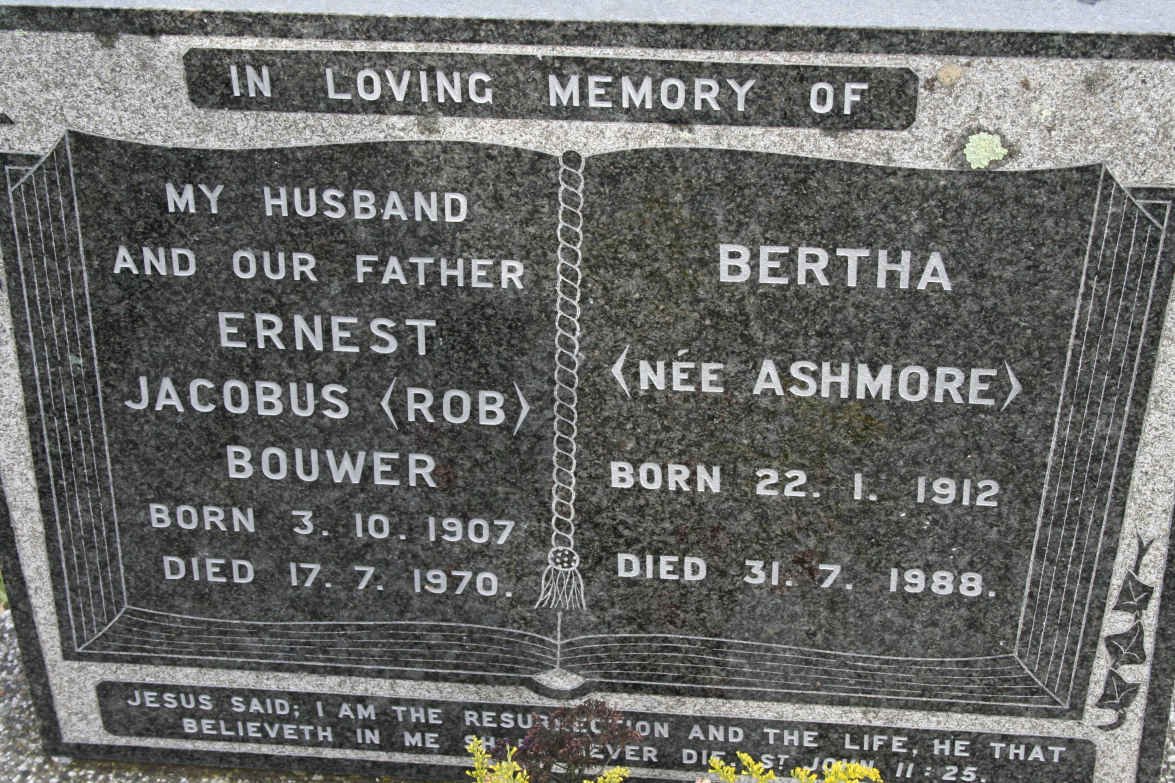 IN LOVING MEMORY OF
MY HUSBAND
AND OUR FATHER
ERNEST
JACOBUS ⟨ROB⟩
BOUWER
BORN 3. 10. 1907
DIED 17. 7. 1970.
BERTHA
⟨NÉE ASHMORE⟩
BORN 22. 1. 1912
DIED 31. 7. 1988.
JESUS SAID; I AM THE RESURRECTION AND THE LIFE, HE THAT
BELIEVETH IN ME NEVER DIE. ST JOHN 11:25.